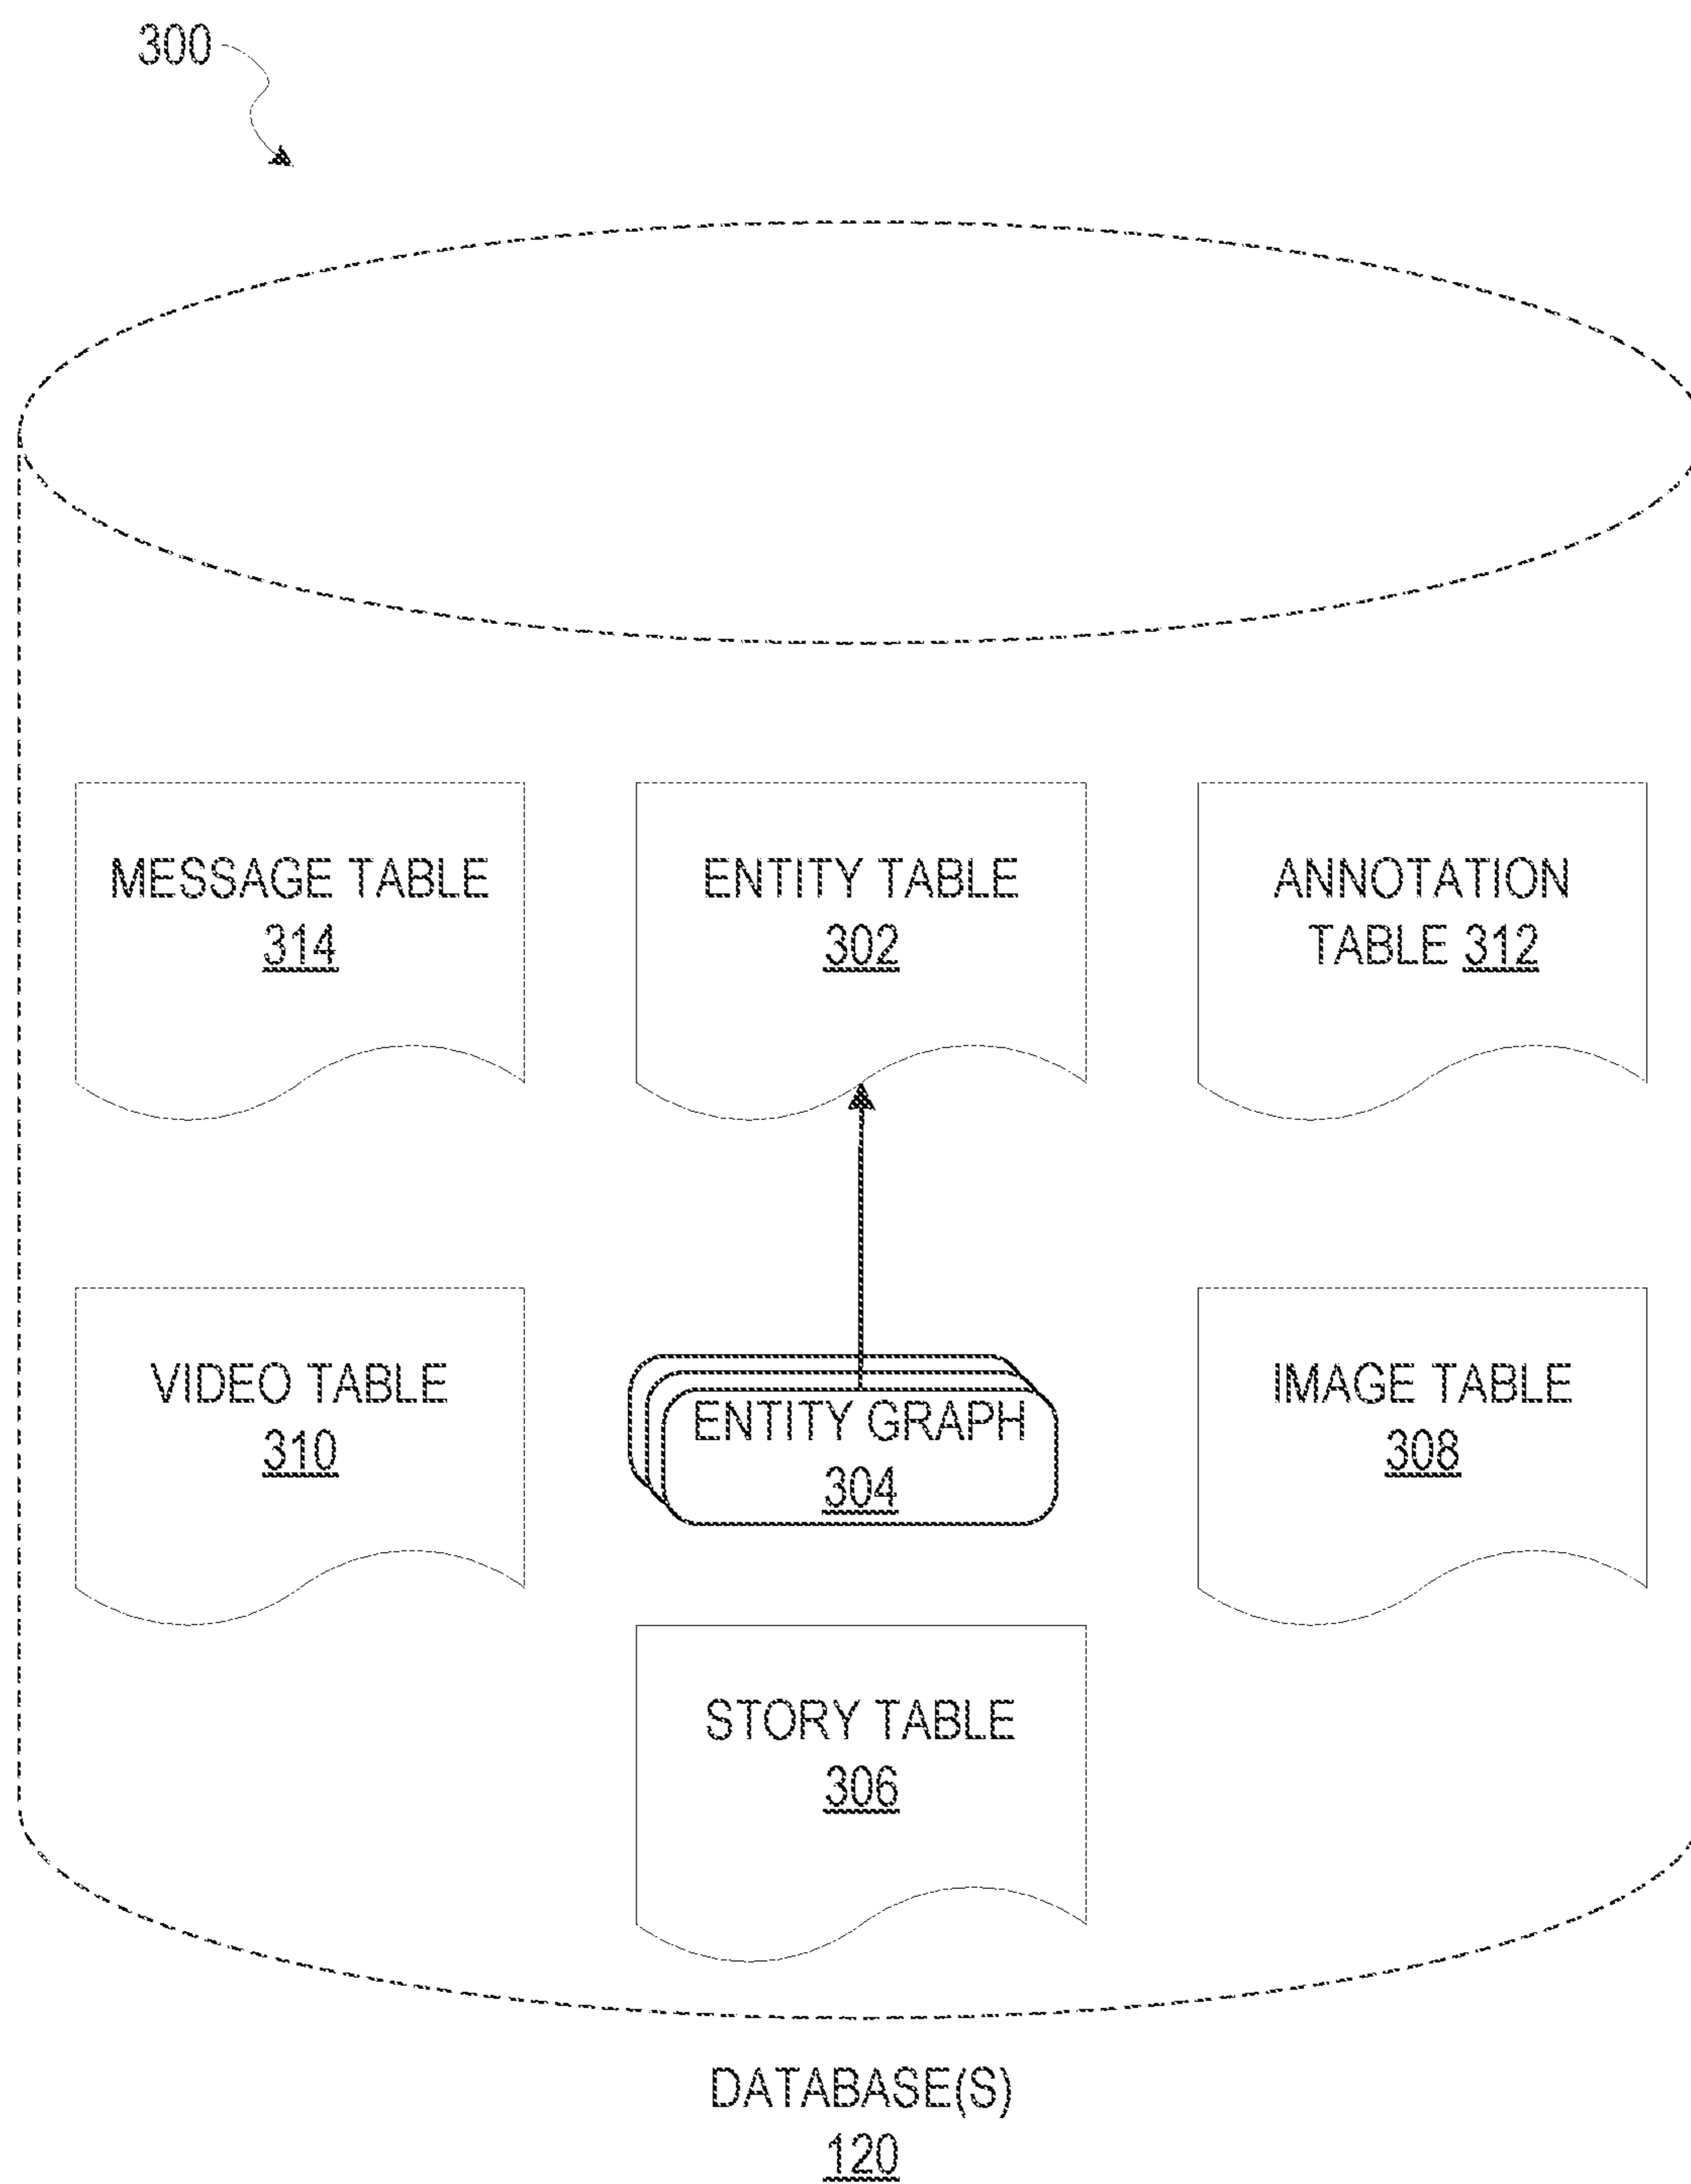 300
MESSAGE TABLE
314
ENTITY TABLE
302
ANNOTATION
TABLE 312
VIDEO TABLE
310
ENTITY GRAPH
304
IMAGE TABLE
308
STORY TABLE
306
DATABASE(S)
120